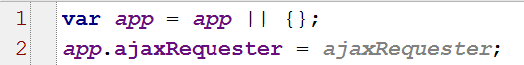 1 var app = app || {};
2 app.ajaxRequester = ajaxRequester;